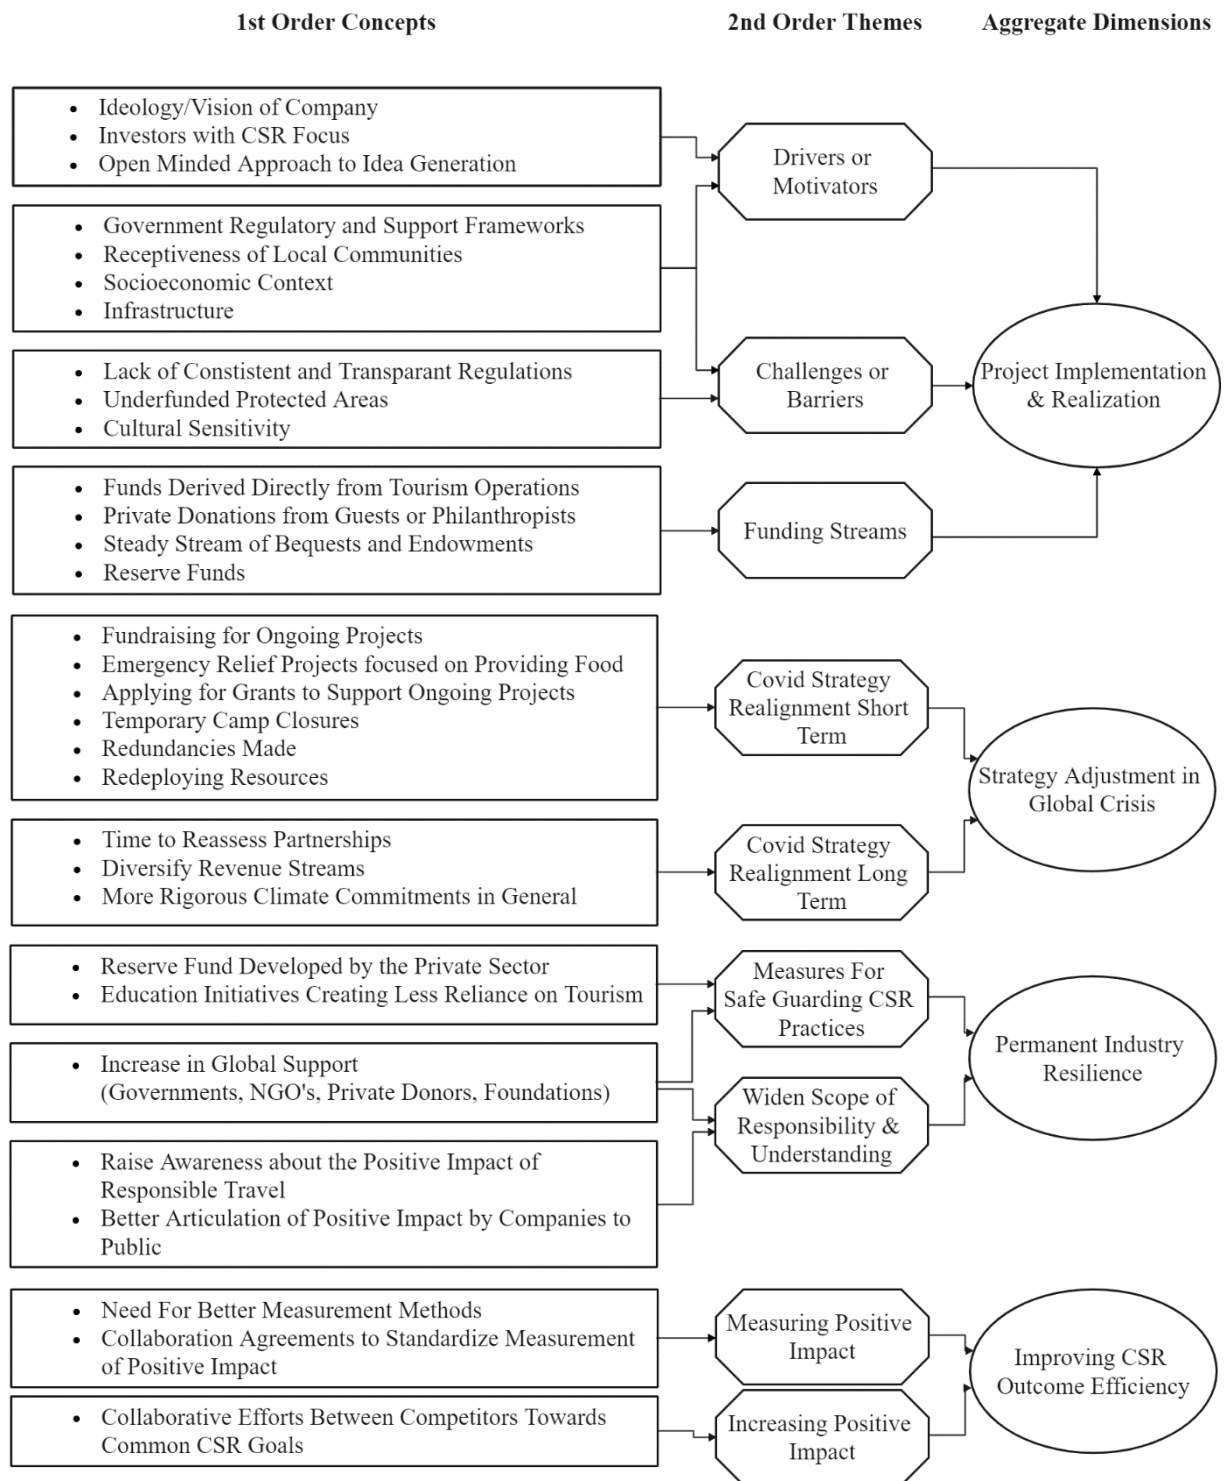 1st Order Concepts
2nd Order Themes
Aggregate Dimensions
• Ideology/Vision of Company
• Investors with CSR Focus
• Open Minded Approach to Idea Generation
• Government Regulatory and Support Frameworks
• Receptiveness of Local Communities
• Socioeconomic Context
• Infrastructure
• Lack of Constistent and Transparant Regulations
• Underfunded Protected Areas
• Cultural Sensitivity
• Funds Derived Directly from Tourism Operations
• Private Donations from Guests or Philanthropists
• Steady Stream of Bequests and Endowments
• Reserve Funds
Drivers or
Motivators
Challenges or
Barriers
Funding Streams
Project Implementation
& Realization
• Fundraising for Ongoing Projects
• Emergency Relief Projects focused on Providing Food
• Applying for Grants to Support Ongoing Projects
• Temporary Camp Closures
• Redundancies Made
• Redeploying Resources
• Time to Reassess Partnerships
• Diversify Revenue Streams
• More Rigorous Climate Commitments in General
Covid Strategy
Realignment Short
Term
Covid Strategy
Realignment Long
Term
Strategy Adjustment in
Global Crisis
• Reserve Fund Developed by the Private Sector
• Education Initiatives Creating Less Reliance on Tourism
• Increase in Global Support
(Governments, NGO's, Private Donors, Foundations)
• Raise Awareness about the Positive Impact of
Responsible Travel
• Better Articulation of Positive Impact by Companies to
Public
Measures For
Safe Guarding CSR
Practices
Widen Scope of
Responsibility &
Understanding
Permanent Industry
Resilience
• Need For Better Measurement Methods
• Collaboration Agreements to Standardize Measurement
of Positive Impact
• Collaborative Efforts Between Competitors Towards
Common CSR Goals
Measuring Positive
Impact
Increasing Positive
Impact
Improving CSR
Outcome Efficiency